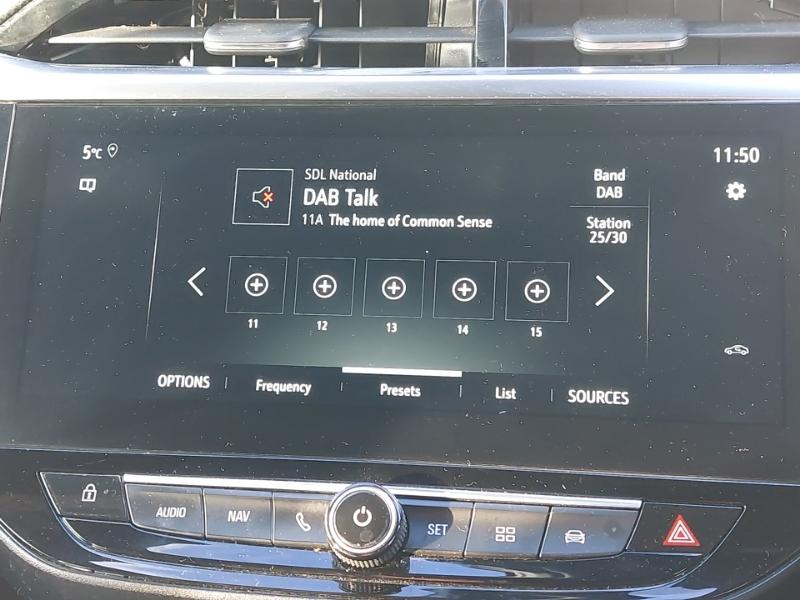 5°C
11:50
SDL National
DAB Talk
11A The home of Common Sense
Band
DAB
Station
25/30
11 12 13 14 15
OPTIONS Frequency Presets List SOURCES
AUDIO NAV SET